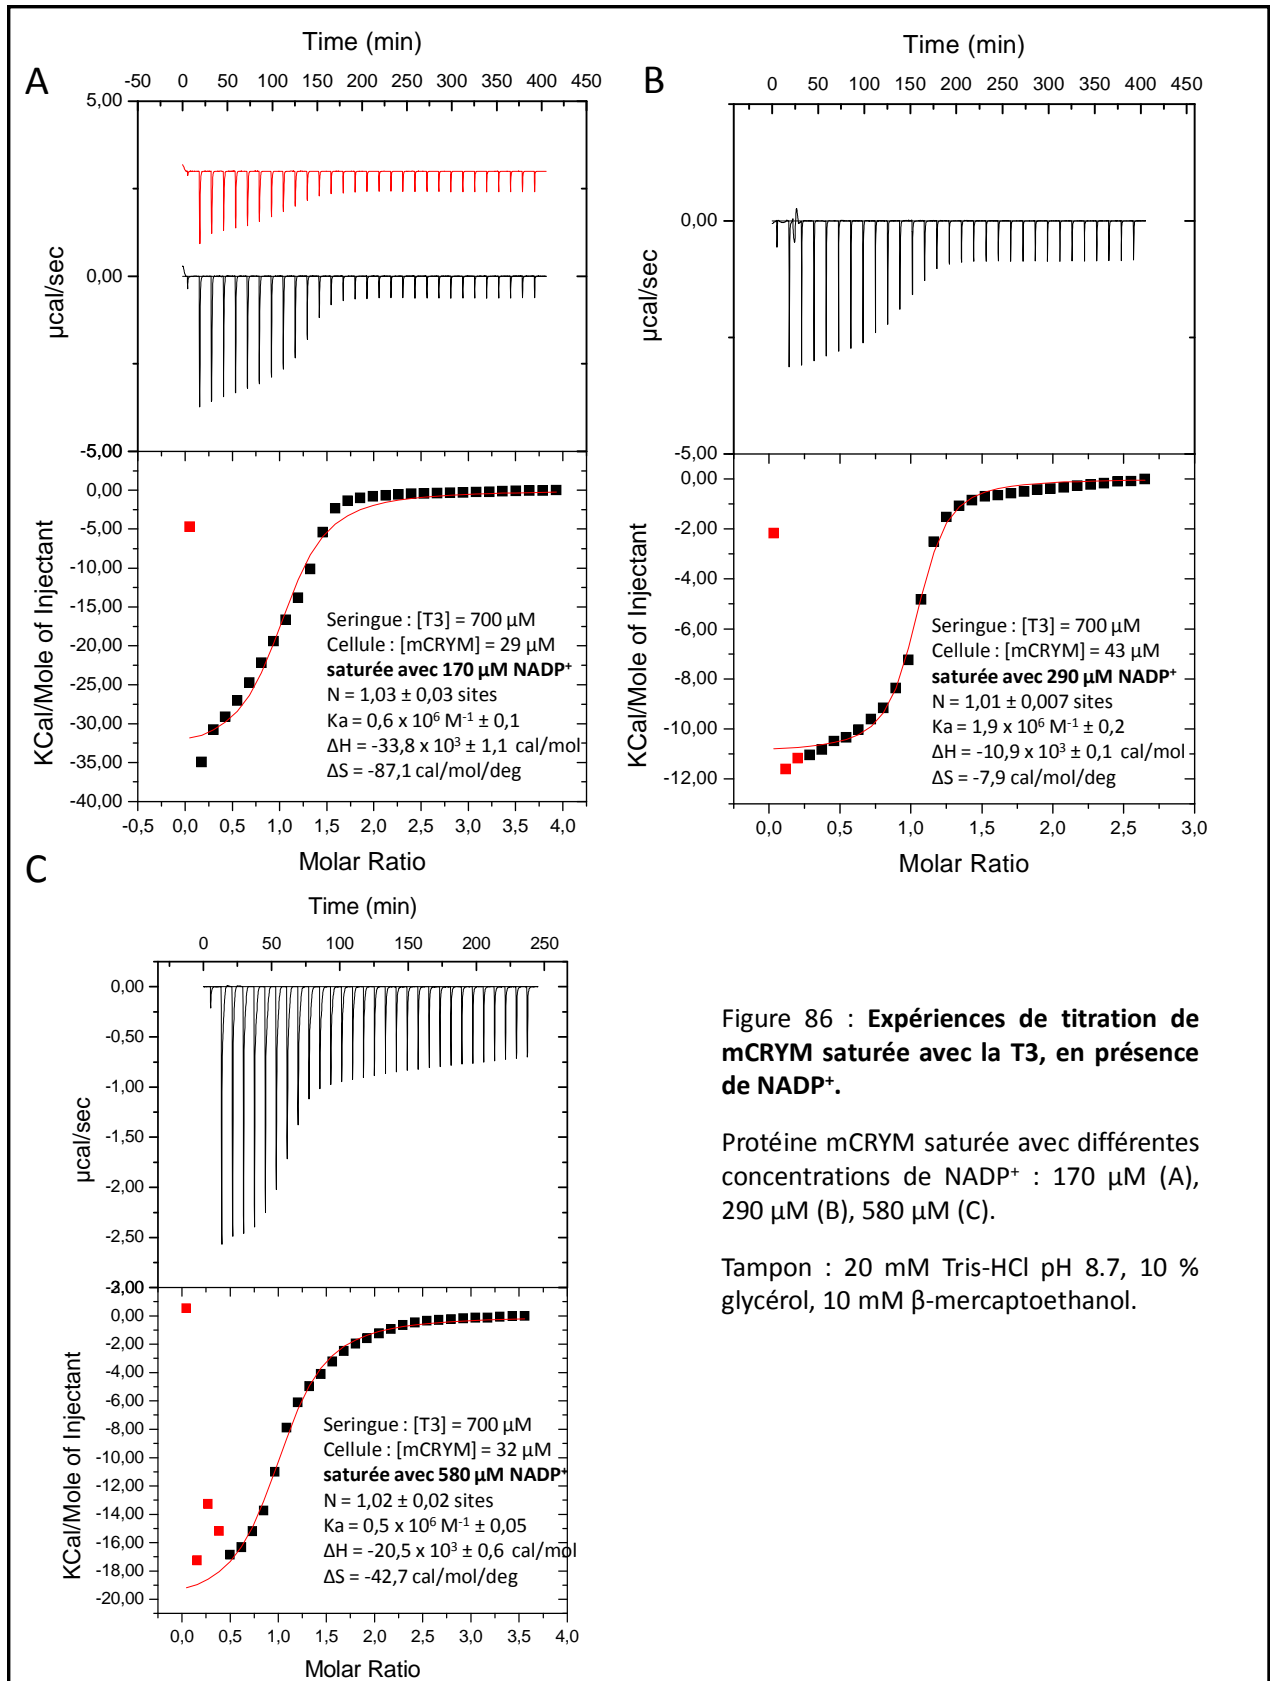 A
Time (min)
-50 0 50 100 150 200 250 300 350 400 450
5,00
0,00
-5,00
µcal/sec
0,00
-5,00
-10,00
-15,00
-20,00
-25,00
-30,00
-35,00
-40,00
KCal/Mole of Injectant
Seringue : [T3] = 700 µM
Cellule : [mCRYM] = 29 µM
saturée avec 170 µM NADP⁺
N = 1,03 ± 0,03 sites
Ka = 0,6 x 10⁶ M⁻¹ ± 0,1
ΔH = -33,8 x 10³ ± 1,1 cal/mol
ΔS = -87,1 cal/mol/deg
-0,5 0,0 0,5 1,0 1,5 2,0 2,5 3,0 3,5 4,0
Molar Ratio
B
Time (min)
0 50 100 150 200 250 300 350 400 450
0,00
-5,00
µcal/sec
0,00
-2,00
-4,00
-6,00
-8,00
-10,00
-12,00
KCal/Mole of Injectant
Seringue : [T3] = 700 µM
Cellule : [mCRYM] = 43 µM
saturée avec 290 µM NADP⁺
N = 1,01 ± 0,007 sites
Ka = 1,9 x 10⁶ M⁻¹ ± 0,2
ΔH = -10,9 x 10³ ± 0,1 cal/mol
ΔS = -7,9 cal/mol/deg
0,0 0,5 1,0 1,5 2,0 2,5 3,0
Molar Ratio
C
Time (min)
0 50 100 150 200 250
0,00
-0,50
-1,00
-1,50
-2,00
-2,50
µcal/sec
0,00
-2,00
-4,00
-6,00
-8,00
-10,00
-12,00
-14,00
-16,00
-18,00
-20,00
KCal/Mole of Injectant
Seringue : [T3] = 700 µM
Cellule : [mCRYM] = 32 µM
saturée avec 580 µM NADP⁺
N = 1,02 ± 0,02 sites
Ka = 0,5 x 10⁶ M⁻¹ ± 0,05
ΔH = -20,5 x 10³ ± 0,6 cal/mol
ΔS = -42,7 cal/mol/deg
0,0 0,5 1,0 1,5 2,0 2,5 3,0 3,5 4,0
Molar Ratio
Figure 86 : Expériences de titration de
mCRYM saturée avec la T3, en présence
de NADP⁺.
Protéine mCRYM saturée avec différentes
concentrations de NADP⁺ : 170 µM (A),
290 µM (B), 580 µM (C).
Tampon : 20 mM Tris-HCl pH 8.7, 10 %
glycérol, 10 mM β-mercaptoethanol.